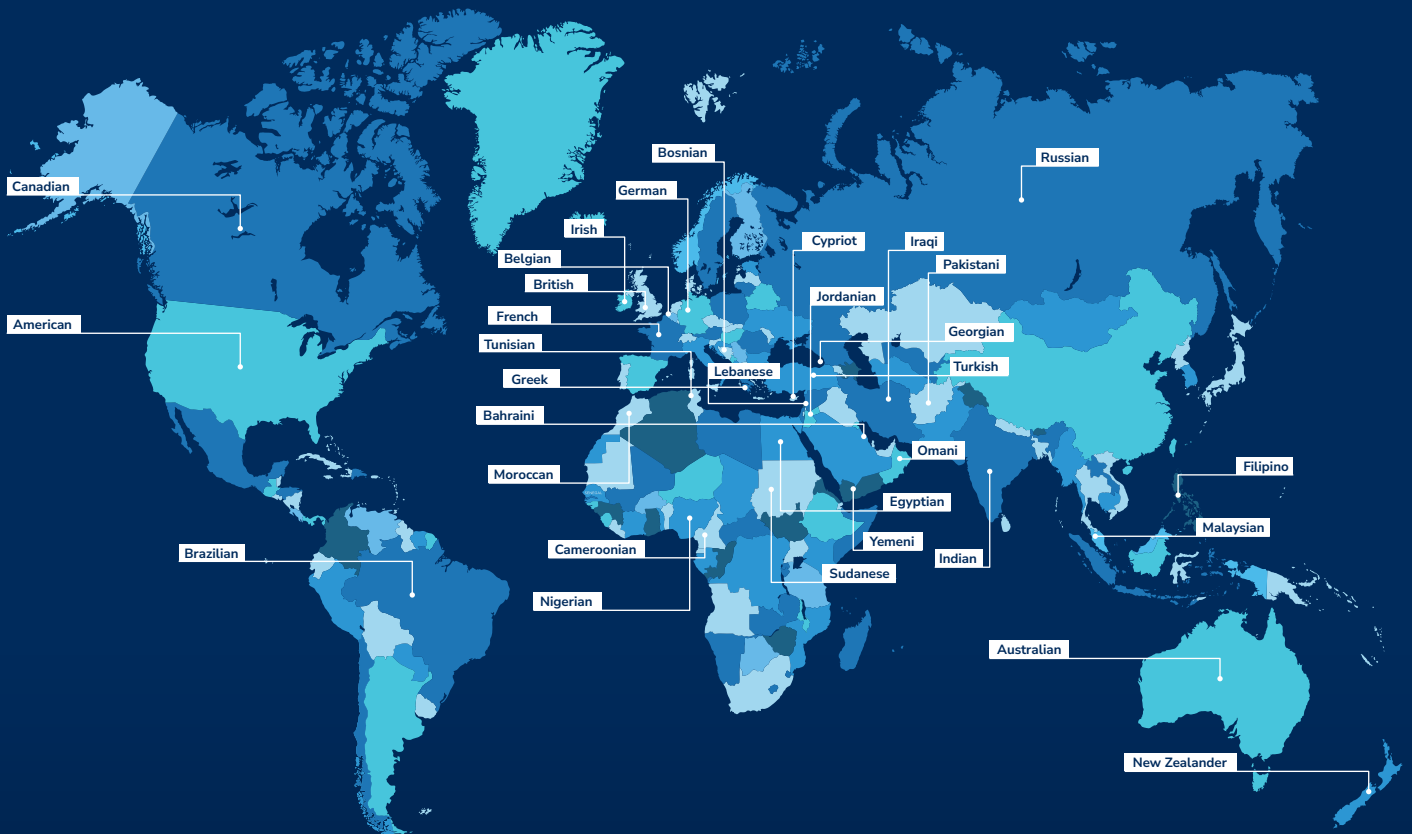 Bosnian
Russian
Canadian
German
Irish
Cypriot
Iraqi
Belgian
Pakistani
British
Jordanian
French
American
Georgian
Tunisian
Turkish
Lebanese
Greek
Bahraini
Omani
Filipino
Moroccan
Egyptian
Malaysian
Yemeni
Cameroonian
Brazilian
Indian
Sudanese
Nigerian
Australian
New Zealander